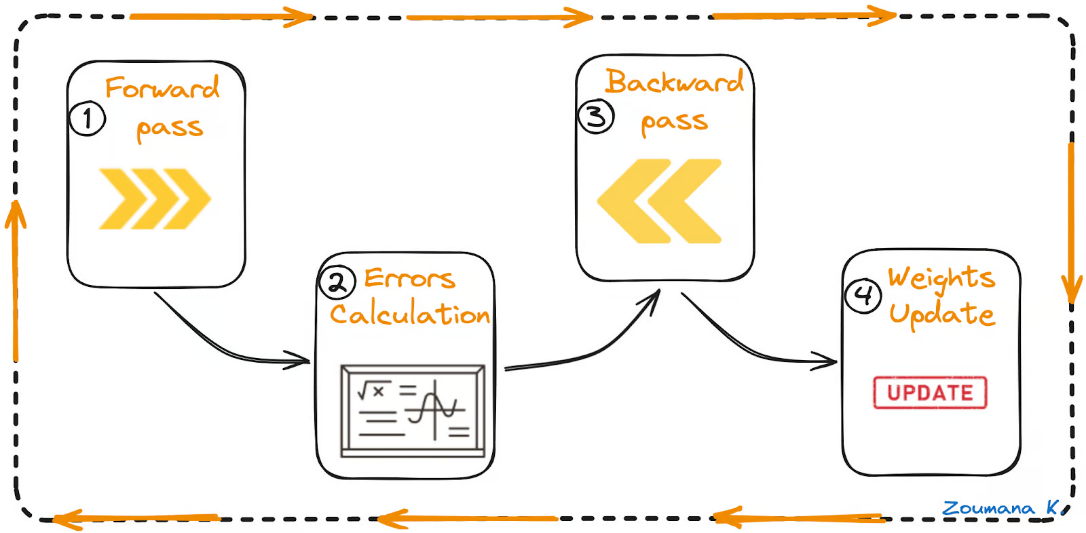 1
Forward
pass
2
Errors
Calculation
√x =
3
Backward
pass
4
Weights
Update
UPDATE
Zoumana K